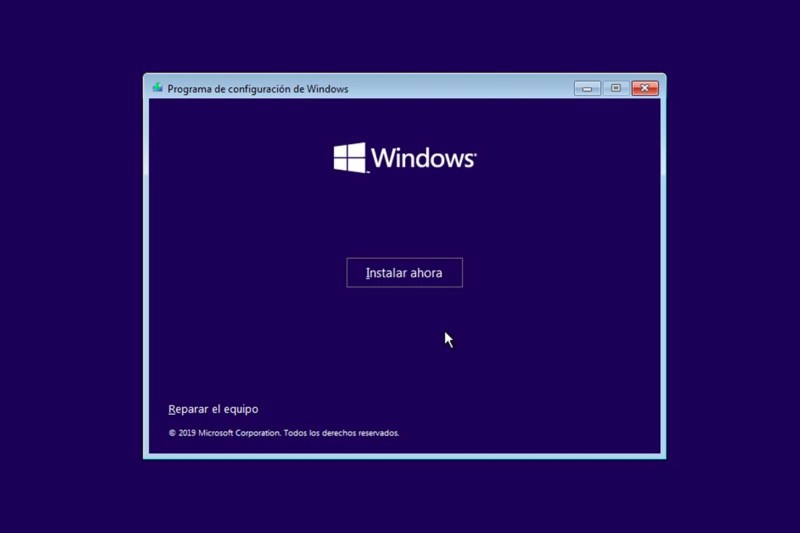 Programa de configuración de Windows
Windows
Instalar ahora
Reparar el equipo
© 2019 Microsoft Corporation. Todos los derechos reservados.